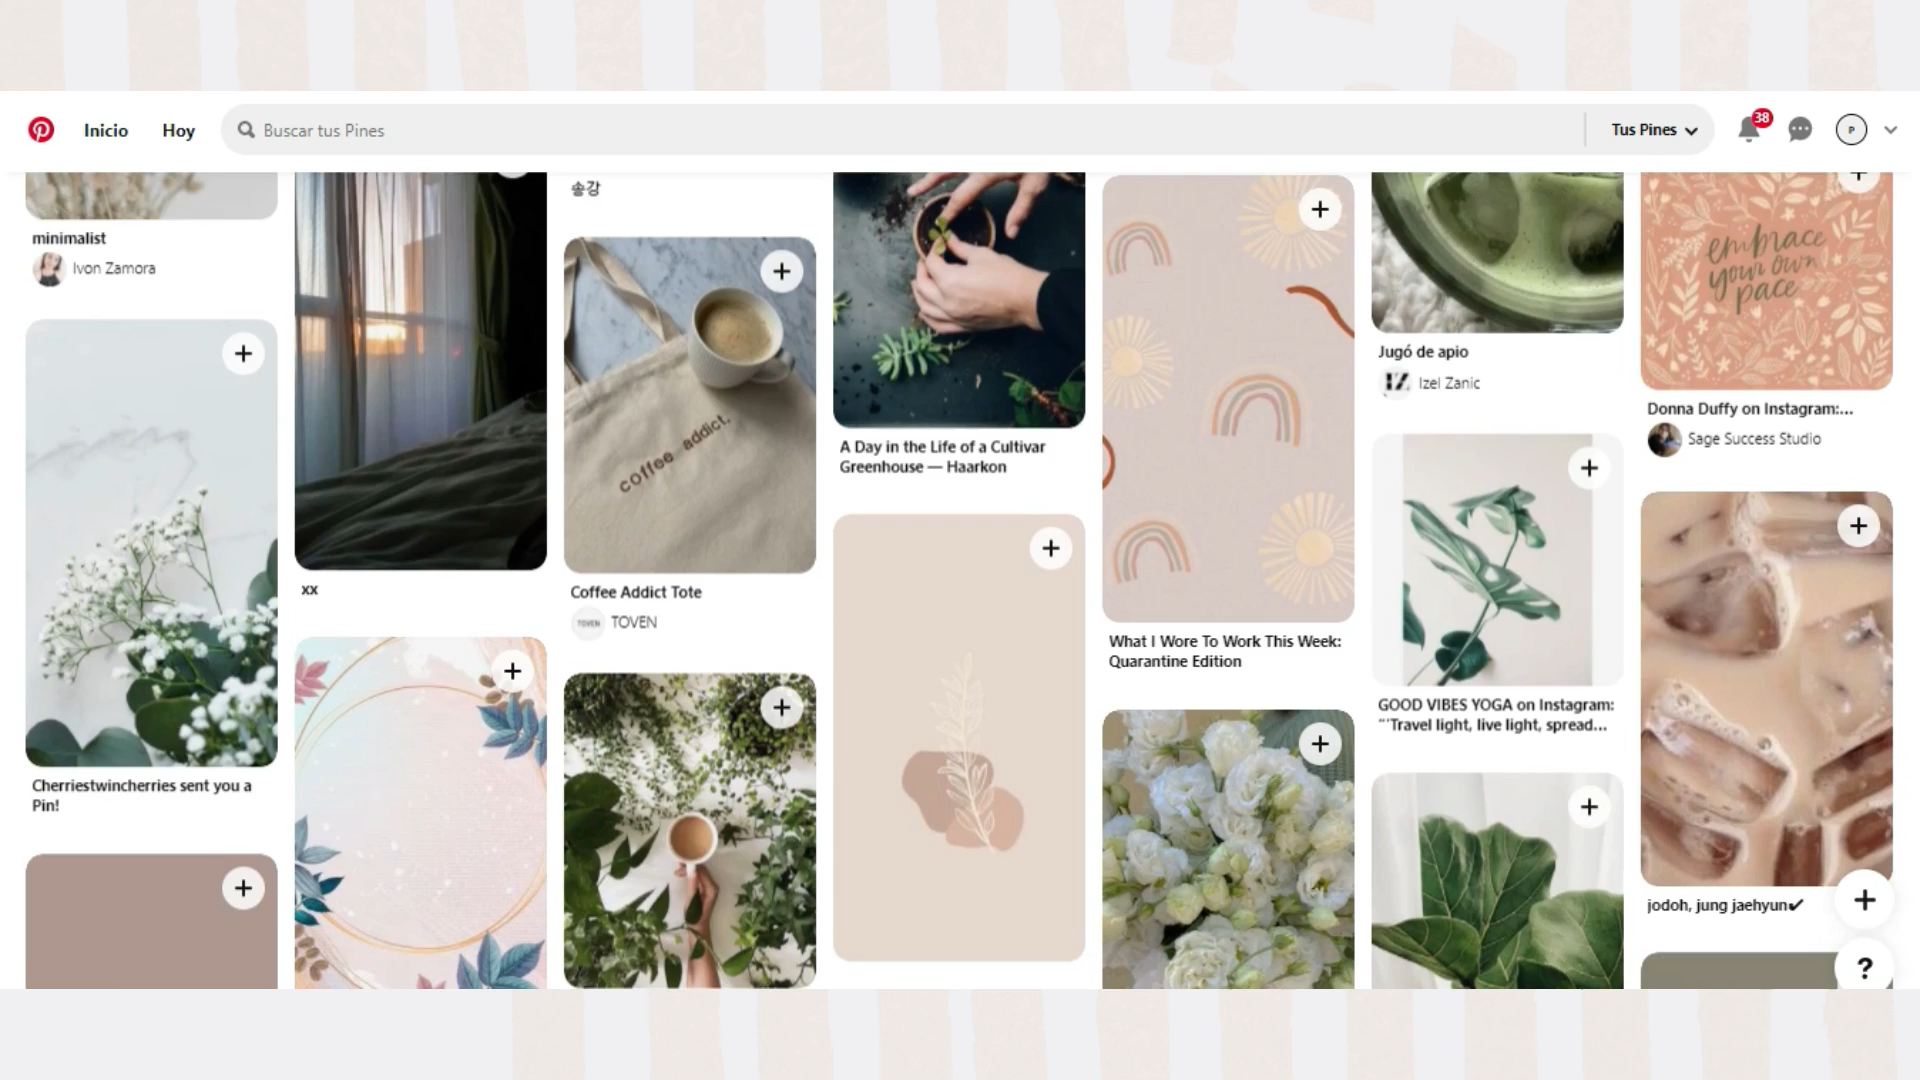 Inicio
Hoy
Buscar tus Pines
Tus Pines
38
P
minimalist
Ivon Zamora
Cherriestwincherries sent you a
Pin!
xx
송강
coffee addict.
Coffee Addict Tote
TOVEN
TOVEN
A Day in the Life of a Cultivar
Greenhouse — Haarkon
What I Wore To Work This Week:
Quarantine Edition
Jugó de apio
IZ
Izel Zanic
GOOD VIBES YOGA on Instagram:
“"Travel light, live light, spread...
embrace
your own
pace
Donna Duffy on Instagram:...
Sage Success Studio
jodoh, jung jaehyun✔
?